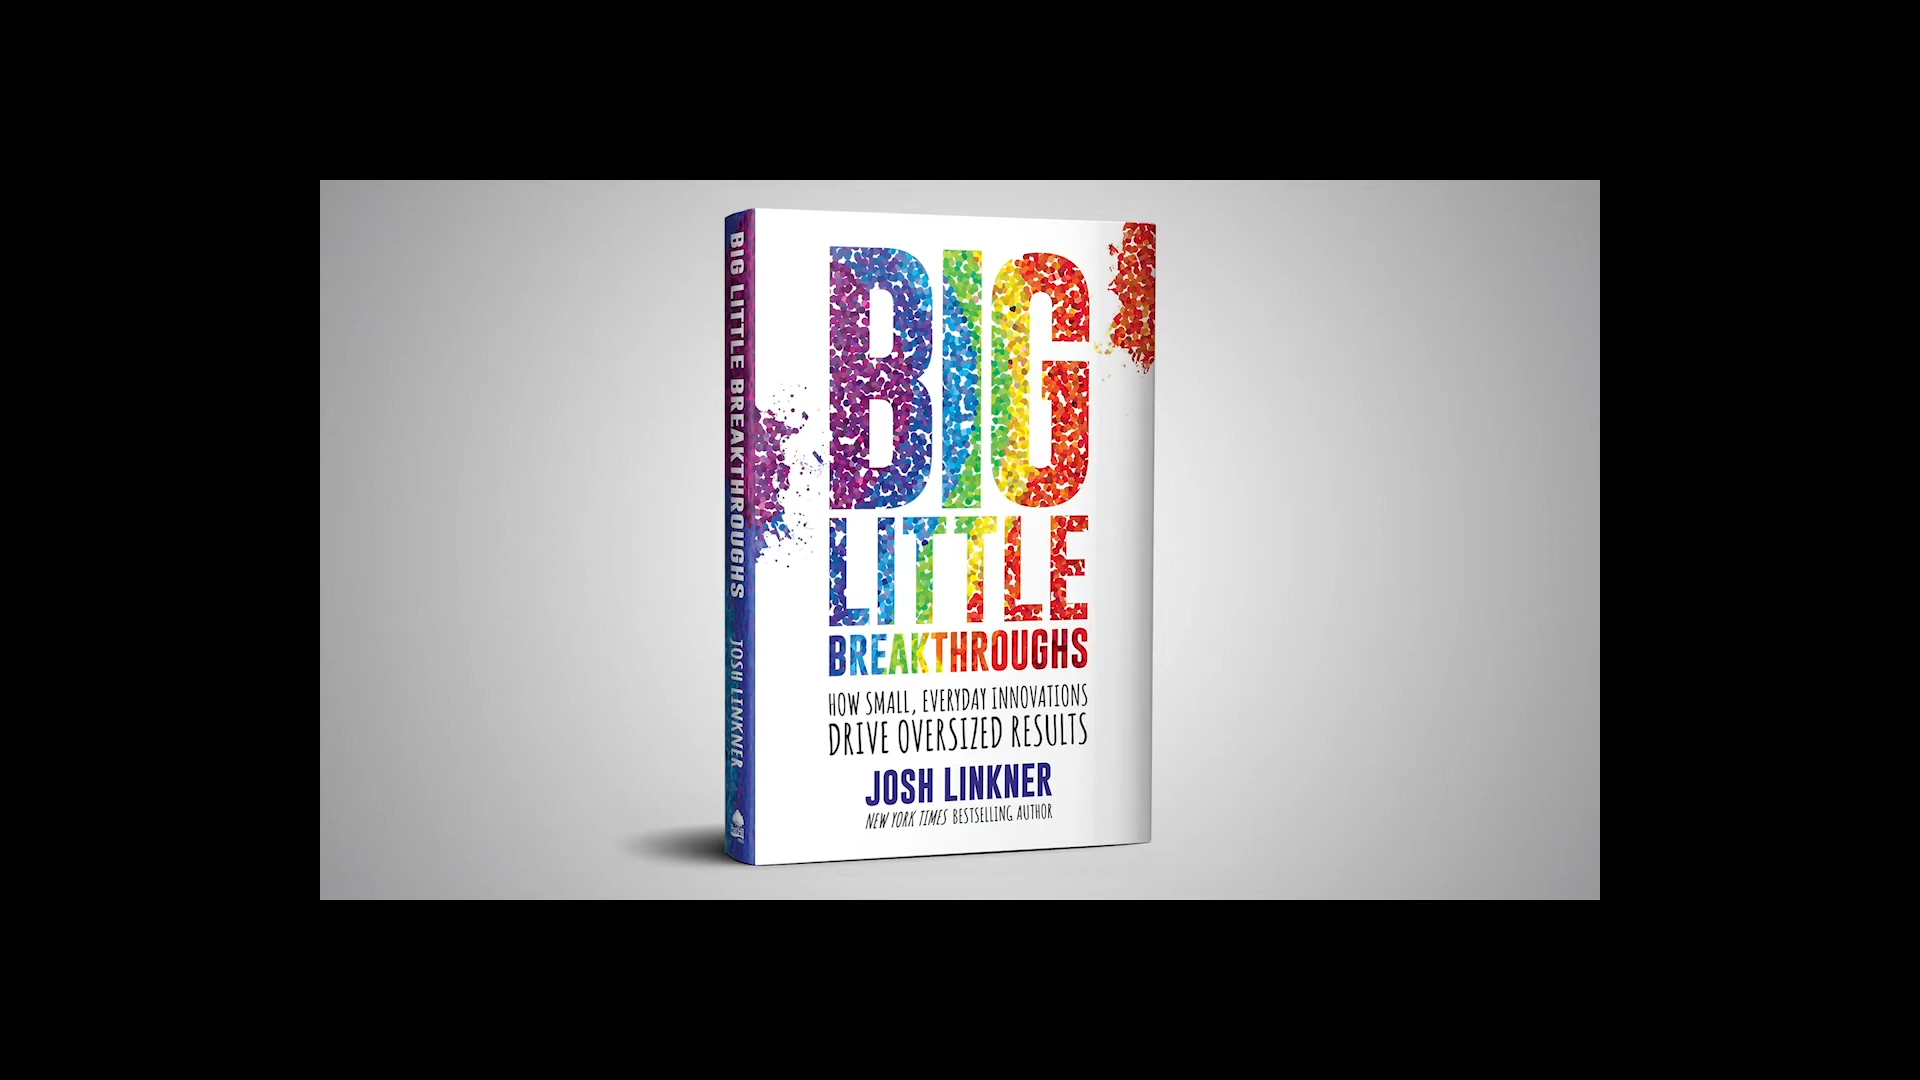 BIG LITTLE BREAKTHROUGHS
JOSH LINKNER
BIG
LITTLE
BREAKTHROUGHS
HOW SMALL, EVERYDAY INNOVATIONS
DRIVE OVERSIZED RESULTS
JOSH LINKNER
NEW YORK TIMES BESTSELLING AUTHOR